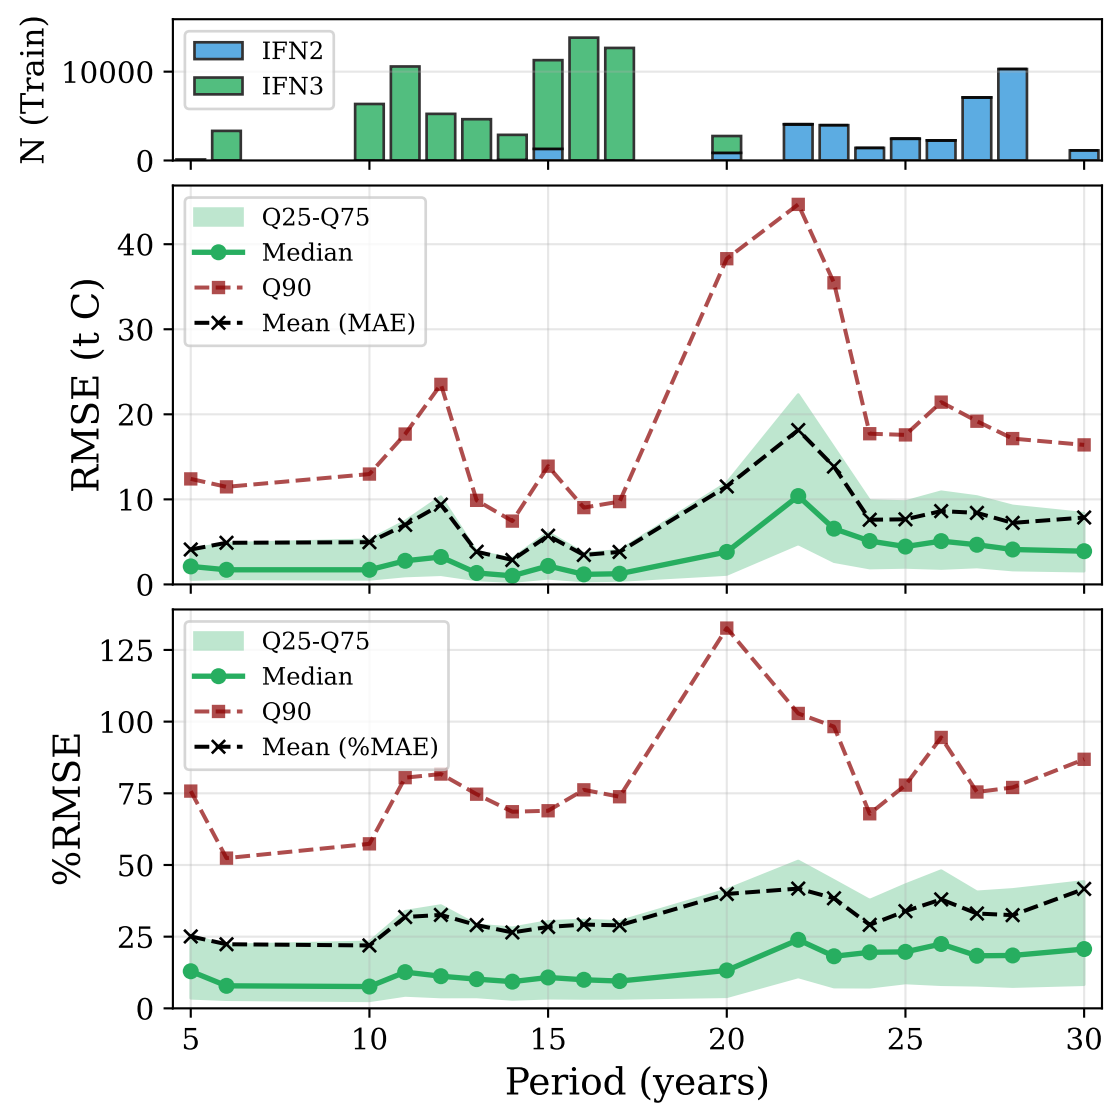 N (Train)
10000
0
IFN2
IFN3
RMSE (t C)
40
30
20
10
0
Q25-Q75
Median
Q90
Mean (MAE)
%RMSE
125
100
75
50
25
0
Q25-Q75
Median
Q90
Mean (%MAE)
5 10 15 20 25 30
Period (years)